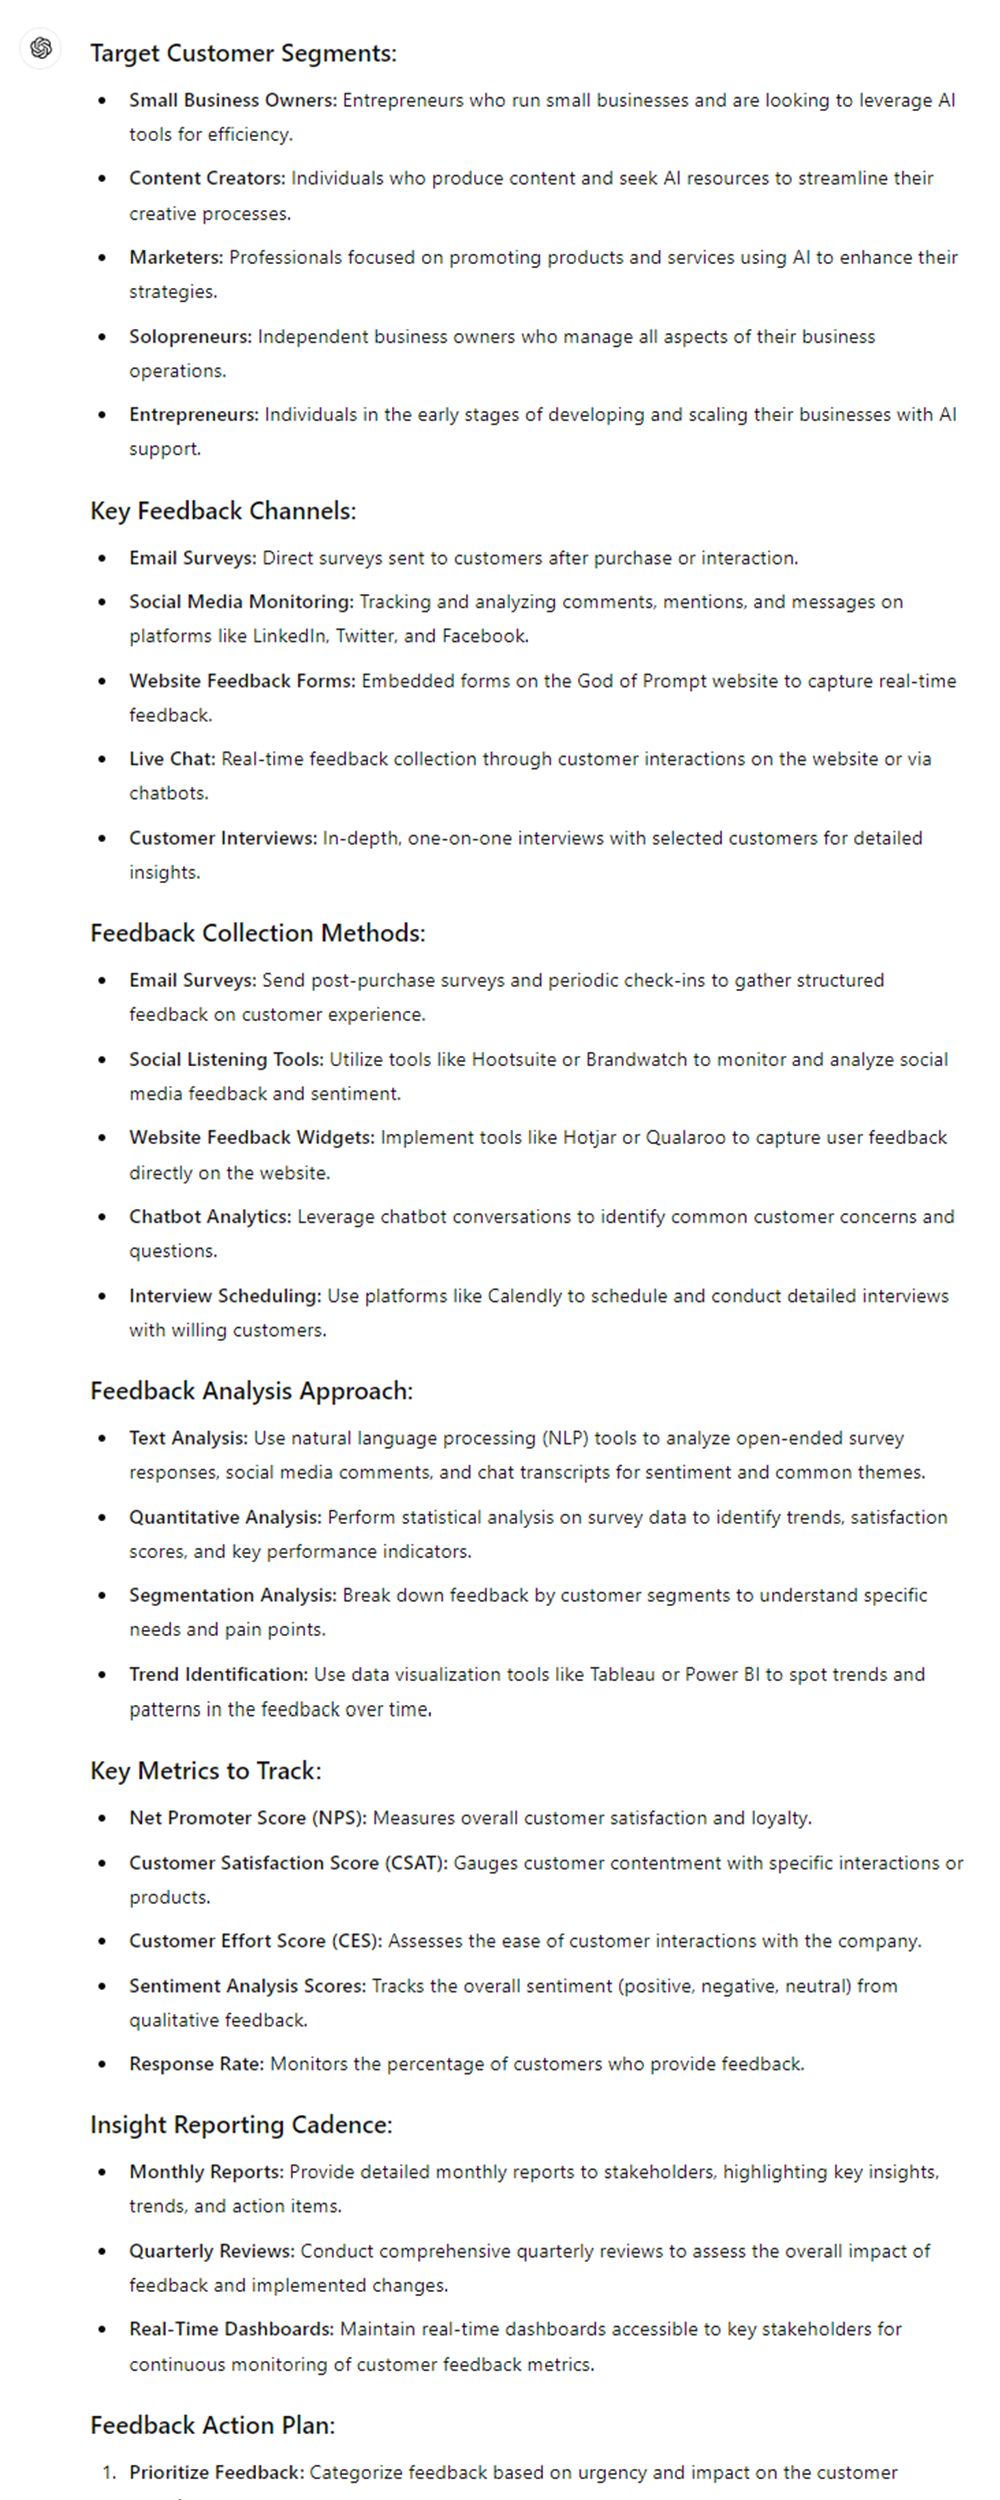 Target Customer Segments:
Small Business Owners: Entrepreneurs who run small businesses and are looking to leverage AI
tools for efficiency.
Content Creators: Individuals who produce content and seek AI resources to streamline their
creative processes.
Marketers: Professionals focused on promoting products and services using AI to enhance their
strategies.
Solopreneurs: Independent business owners who manage all aspects of their business
operations.
Entrepreneurs: Individuals in the early stages of developing and scaling their businesses with AI
support.
Key Feedback Channels:
Email Surveys: Direct surveys sent to customers after purchase or interaction.
Social Media Monitoring: Tracking and analyzing comments, mentions, and messages on
platforms like LinkedIn, Twitter, and Facebook.
Website Feedback Forms: Embedded forms on the God of Prompt website to capture real-time
feedback.
Live Chat: Real-time feedback collection through customer interactions on the website or via
chatbots.
Customer Interviews: In-depth, one-on-one interviews with selected customers for detailed
insights.
Feedback Collection Methods:
Email Surveys: Send post-purchase surveys and periodic check-ins to gather structured
feedback on customer experience.
Social Listening Tools: Utilize tools like Hootsuite or Brandwatch to monitor and analyze social
media feedback and sentiment.
Website Feedback Widgets: Implement tools like Hotjar or Qualaroo to capture user feedback
directly on the website.
Chatbot Analytics: Leverage chatbot conversations to identify common customer concerns and
questions.
Interview Scheduling: Use platforms like Calendly to schedule and conduct detailed interviews
with willing customers.
Feedback Analysis Approach:
Text Analysis: Use natural language processing (NLP) tools to analyze open-ended survey
responses, social media comments, and chat transcripts for sentiment and common themes.
Quantitative Analysis: Perform statistical analysis on survey data to identify trends, satisfaction
scores, and key performance indicators.
Segmentation Analysis: Break down feedback by customer segments to understand specific
needs and pain points.
Trend Identification: Use data visualization tools like Tableau or Power BI to spot trends and
patterns in the feedback over time.
Key Metrics to Track:
Net Promoter Score (NPS): Measures overall customer satisfaction and loyalty.
Customer Satisfaction Score (CSAT): Gauges customer contentment with specific interactions or
products.
Customer Effort Score (CES): Assesses the ease of customer interactions with the company.
Sentiment Analysis Scores: Tracks the overall sentiment (positive, negative, neutral) from
qualitative feedback.
Response Rate: Monitors the percentage of customers who provide feedback.
Insight Reporting Cadence:
Monthly Reports: Provide detailed monthly reports to stakeholders, highlighting key insights,
trends, and action items.
Quarterly Reviews: Conduct comprehensive quarterly reviews to assess the overall impact of
feedback and implemented changes.
Real-Time Dashboards: Maintain real-time dashboards accessible to key stakeholders for
continuous monitoring of customer feedback metrics.
Feedback Action Plan:
1. Prioritize Feedback: Categorize feedback based on urgency and impact on the customer